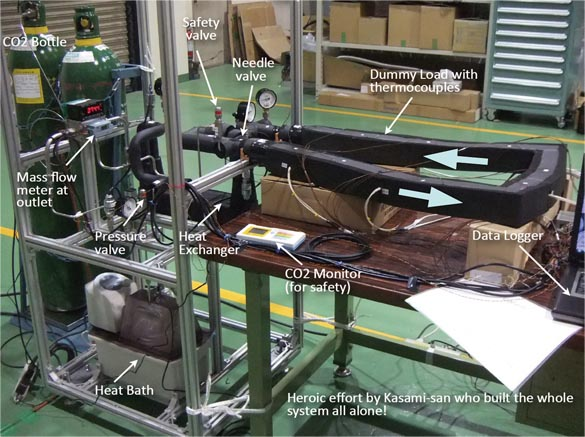 Safety
valve
CO2 Bottle
Needle
valve
Dummy Load with
thermocouples
Mass flow
meter at
outlet
Pressure
valve
Heat
Exchanger
CO2 Monitor
(for safety)
Data Logger
Heat Bath
Heroic effort by Kasami-san who built the whole
system all alone!